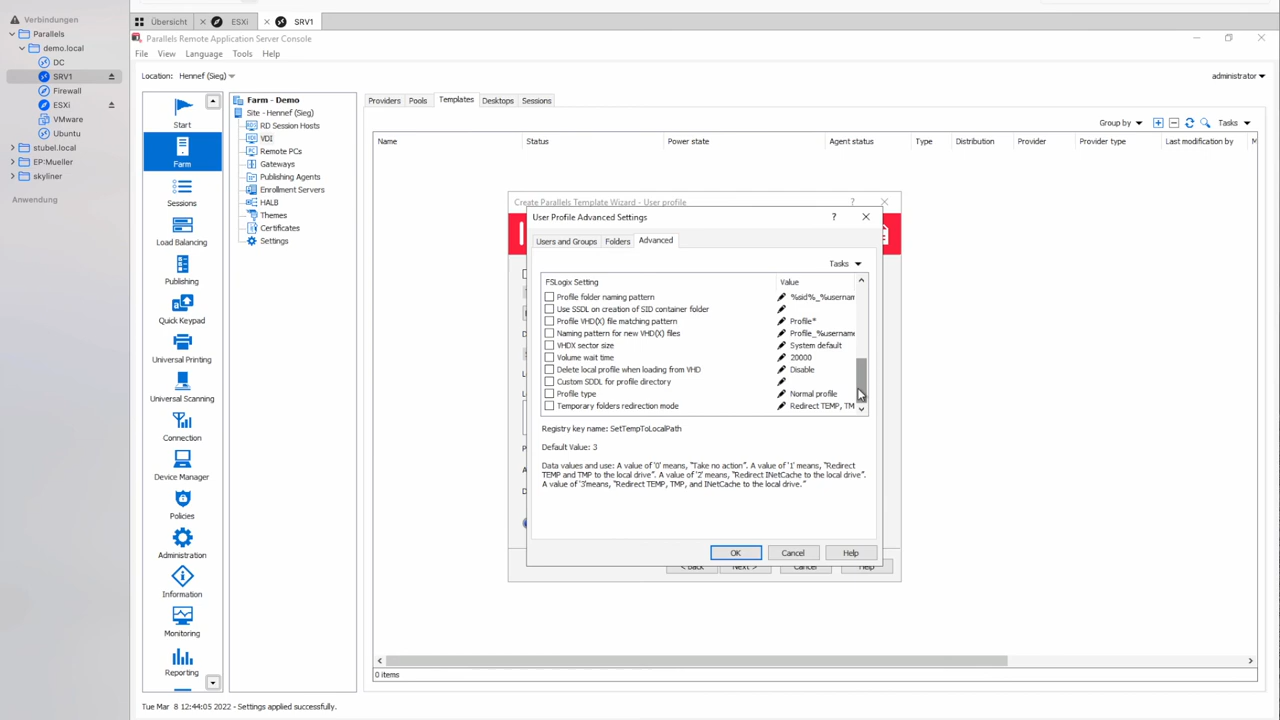 Verbindungen
Parallels
demo.local
DC
SRV1
Firewall
ESXi
VMware
Ubuntu
stubel.local
EP:Mueller
skyliner
Anwendung
Übersicht
ESXi
SRV1
Parallels Remote Application Server Console
File View Language Tools Help
Location: Hennef (Sieg)
administrator
Start
Farm
Sessions
Load Balancing
Publishing
Quick Keypad
Universal Printing
Universal Scanning
Connection
Device Manager
Policies
Administration
Information
Monitoring
Reporting
Farm - Demo
Site - Hennef (Sieg)
RD Session Hosts
VDI
Remote PCs
Gateways
Publishing Agents
Enrollment Servers
HALB
Themes
Certificates
Settings
Providers Pools Templates Desktops Sessions
Group by Tasks
Name Status Power state Agent status Type Distribution Provider Provider type Last modification by M
Create Parallels Template Wizard - User profile ?
User Profile Advanced Settings ?
Users and Groups Folders Advanced
Tasks
FSLogix Setting Value
Profile folder naming pattern %sid%_%usernam
Use SSDL on creation of SID container folder
Profile VHD(X) file matching pattern Profile*
Naming pattern for new VHD(X) files Profile_%username
VHDX sector size System default
Volume wait time 20000
Delete local profile when loading from VHD Disable
Custom SDDL for profile directory
Profile type Normal profile
Temporary folders redirection mode Redirect TEMP, TM
Registry key name: SetTempToLocalPath
Default Value: 3
Data values and use: A value of '0' means, "Take no action". A value of '1' means, "Redirect
TEMP and TMP to the local drive". A value of '2' means, "Redirect INetCache to the local drive".
A value of '3'means, "Redirect TEMP, TMP, and INetCache to the local drive."
OK Cancel Help
< Back Next > Cancel Help
0 items
Tue Mar 8 12:44:05 2022 - Settings applied successfully.